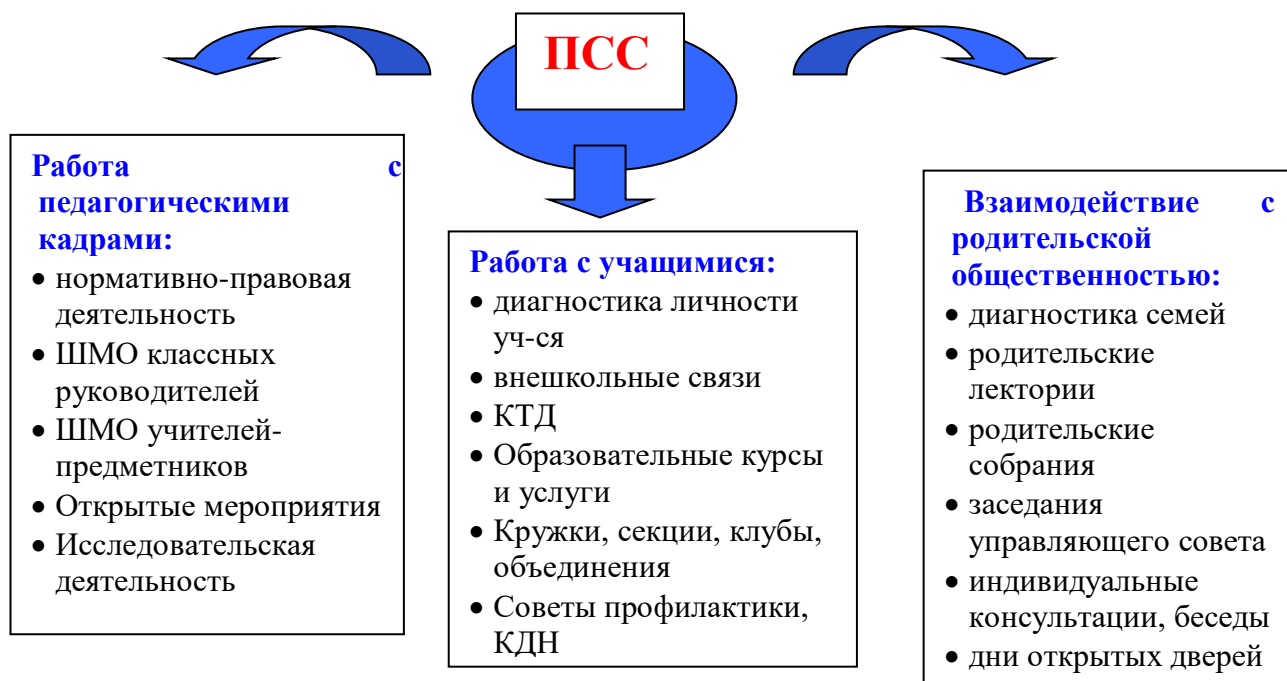 ПСС
Работа с
педагогическими
кадрами:
• нормативно-правовая
деятельность
• ШМО классных
руководителей
• ШМО учителей-
предметников
• Открытые мероприятия
• Исследовательская
деятельность
Работа с учащимися:
• диагностика личности
уч-ся
• внешкольные связи
• КТД
• Образовательные курсы
и услуги
• Кружки, секции, клубы,
объединения
• Советы профилактики,
КДН
Взаимодействие с
родительской
общественностью:
• диагностика семей
• родительские
лектории
• родительские
собрания
• заседания
управляющего совета
• индивидуальные
консультации, беседы
• дни открытых дверей